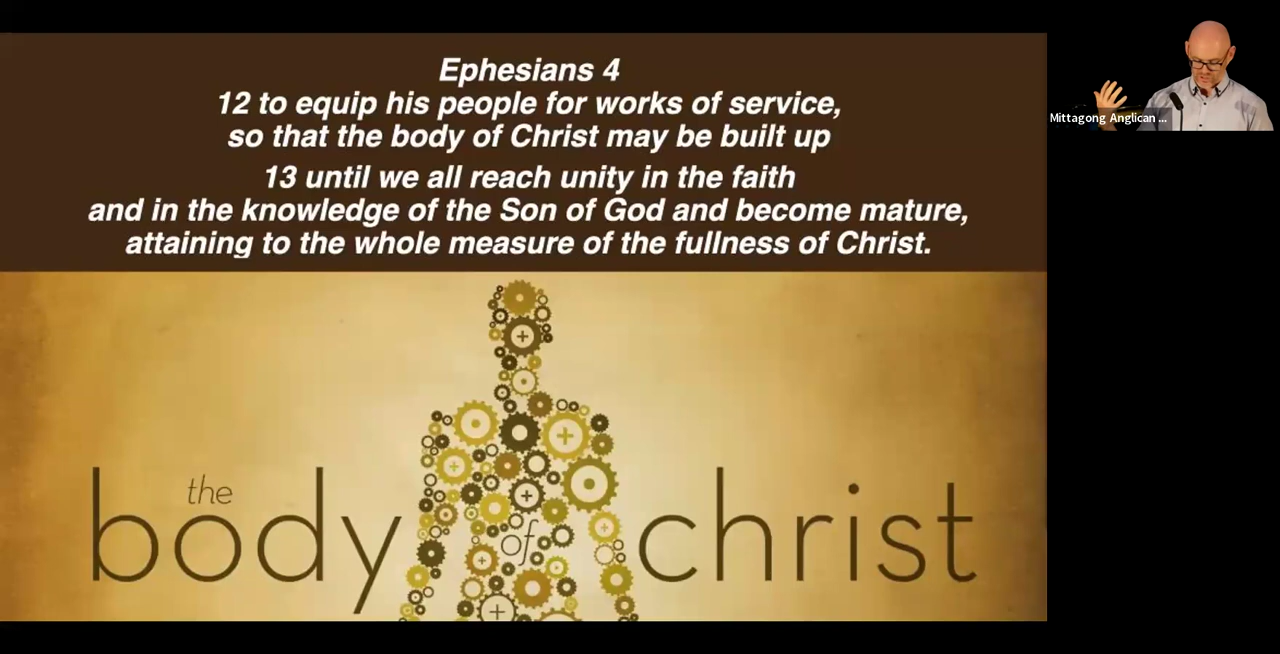 Ephesians 4
12 to equip his people for works of service,
so that the body of Christ may be built up
13 until we all reach unity in the faith
and in the knowledge of the Son of God and become mature,
attaining to the whole measure of the fullness of Christ.
the
body of christ
Mittagong Anglican ...